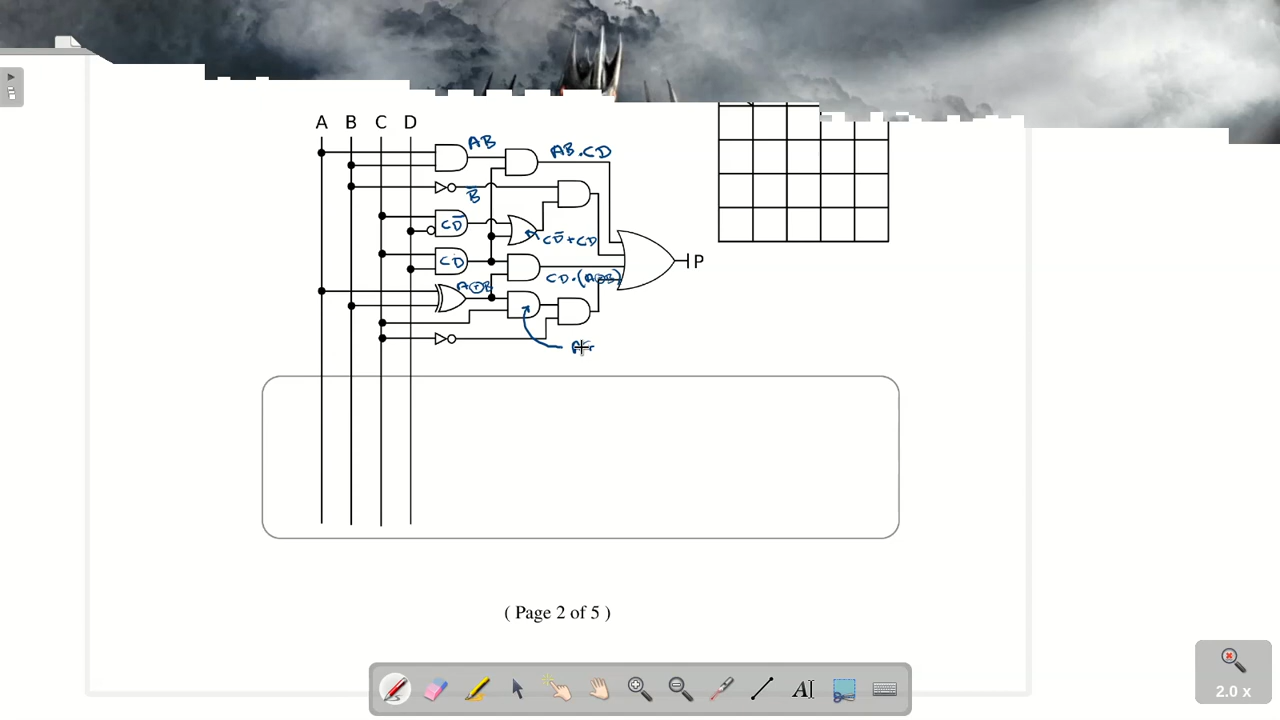 A B C D
AB
AB.CD
B̅
CD̅
CD̅+CD
CD
CD.(A⊕B)
A⊕B
P
( Page 2 of 5 )
2.0 x